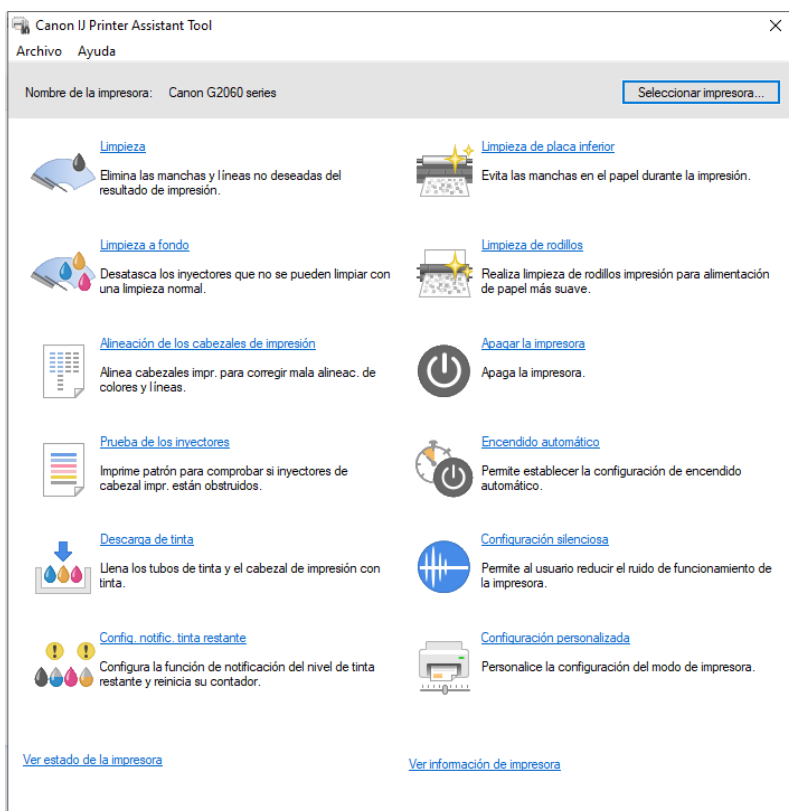 Canon IJ Printer Assistant Tool
Archivo Ayuda
Nombre de la impresora: Canon G2060 series
Seleccionar impresora...
Limpieza
Elimina las manchas y líneas no deseadas del
resultado de impresión.
Limpieza de placa inferior
Evita las manchas en el papel durante la impresión.
Limpieza a fondo
Desatasca los inyectores que no se pueden limpiar con
una limpieza normal.
Limpieza de rodillos
Realiza limpieza de rodillos impresión para alimentación
de papel más suave.
Alineación de los cabezales de impresión
Alinea cabezales impr. para corregir mala alineac. de
colores y líneas.
Apagar la impresora
Apaga la impresora.
Prueba de los inyectores
Imprime patrón para comprobar si inyectores de
cabezal impr. están obstruidos.
Encendido automático
Permite establecer la configuración de encendido
automático.
Descarga de tinta
Llena los tubos de tinta y el cabezal de impresión con
tinta.
Configuración silenciosa
Permite al usuario reducir el ruido de funcionamiento de
la impresora.
Config. notific. tinta restante
Configura la función de notificación del nivel de tinta
restante y reinicia su contador.
Configuración personalizada
Personalice la configuración del modo de impresora.
Ver estado de la impresora
Ver información de impresora